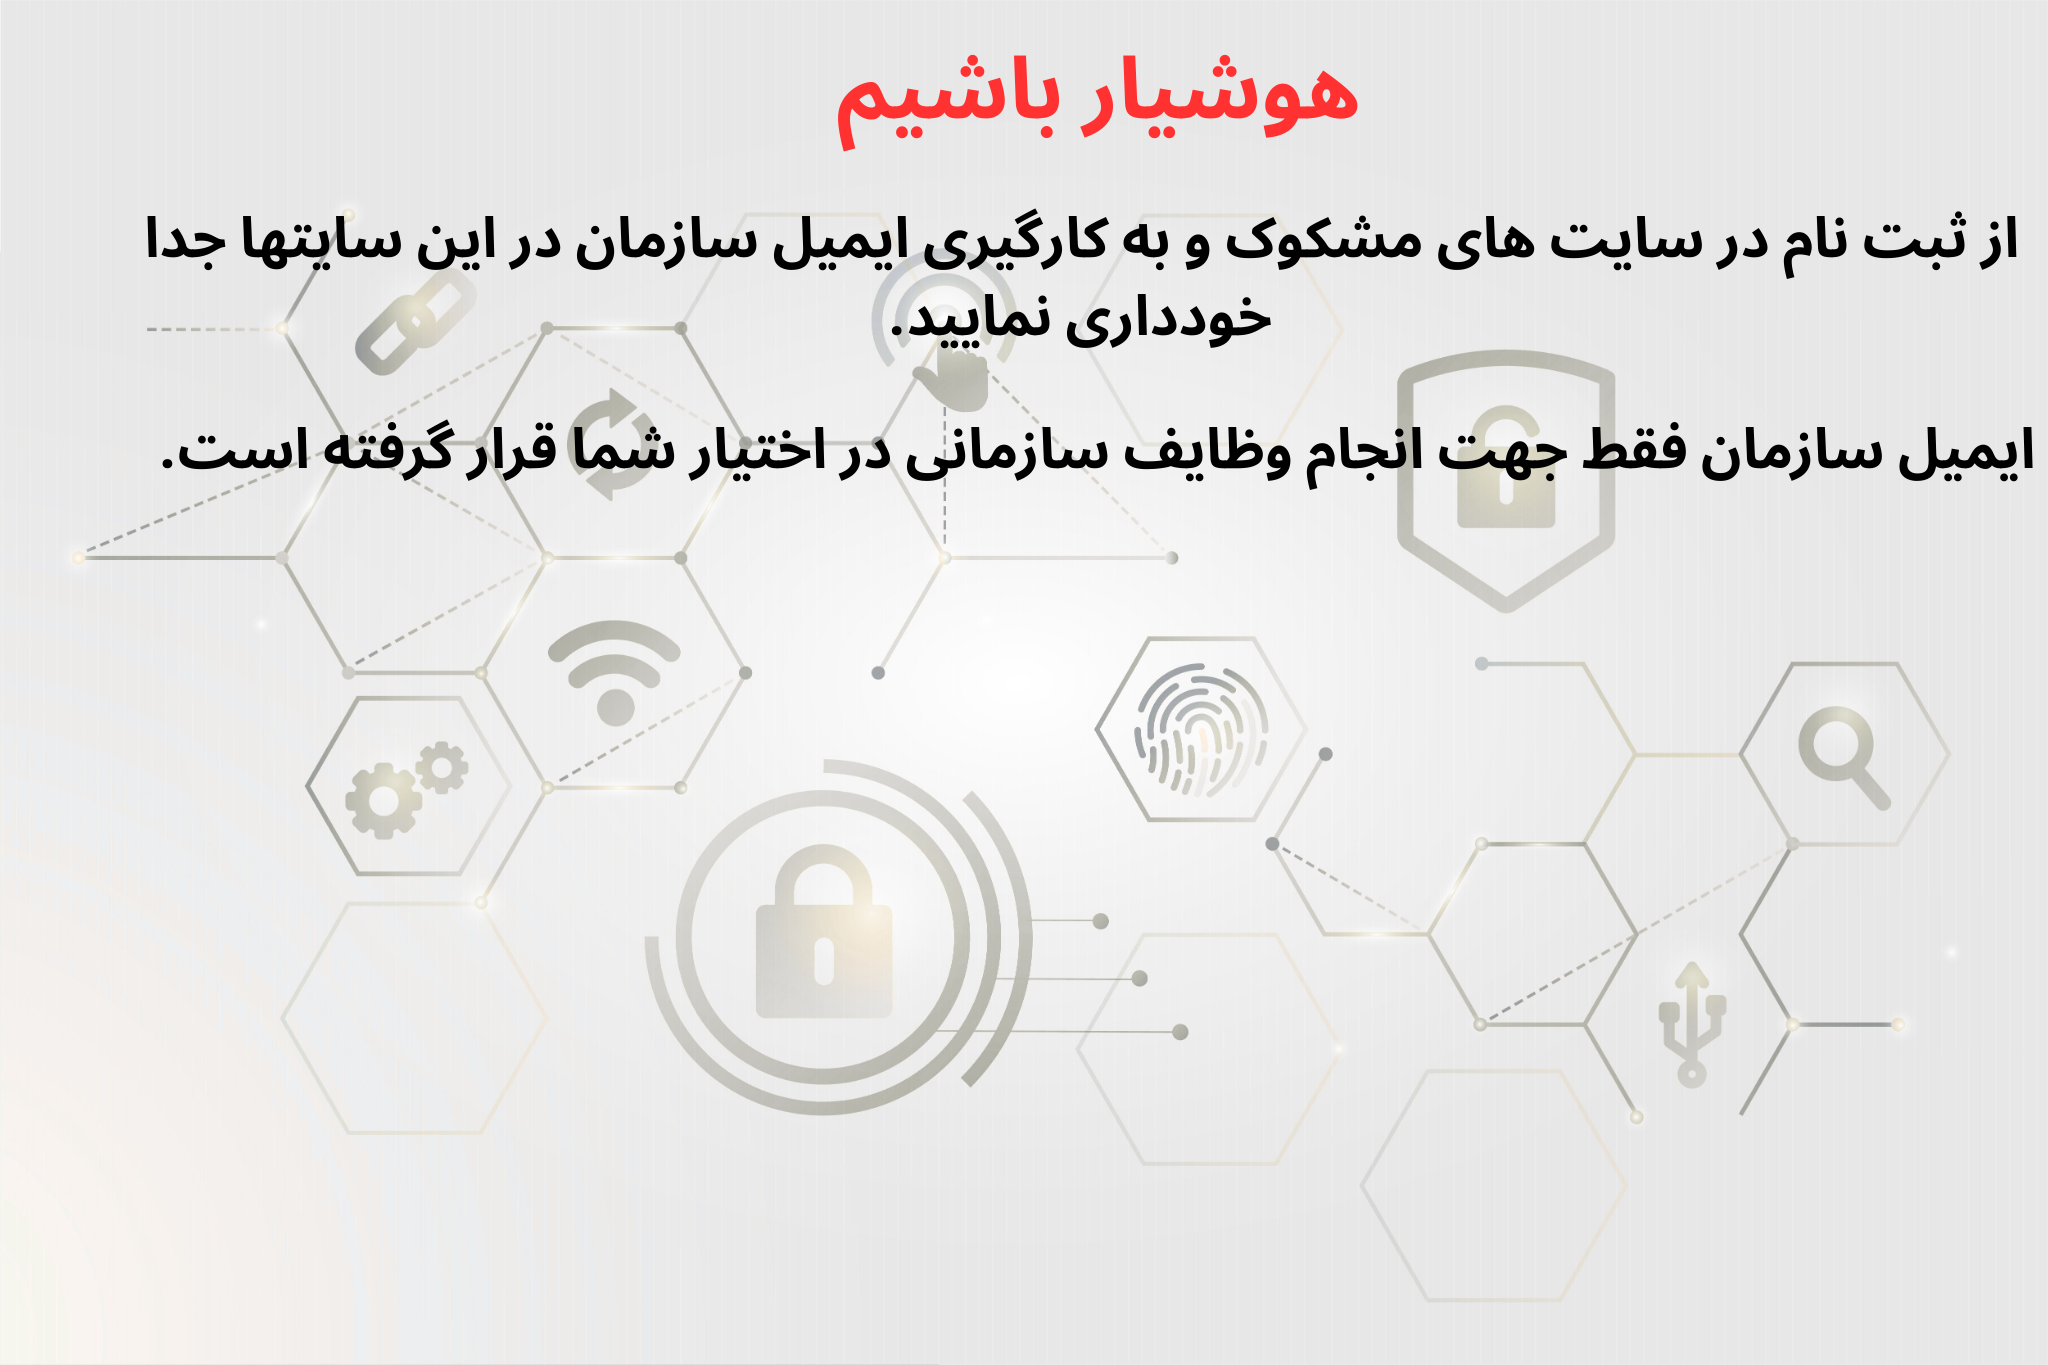 هوشیار باشیم
از ثبت نام در سایت های مشکوک و به کارگیری ایمیل سازمان در این سایتها جدا
خودداری نمایید.
ایمیل سازمان فقط جهت انجام وظایف سازمانی در اختیار شما قرار گرفته است.